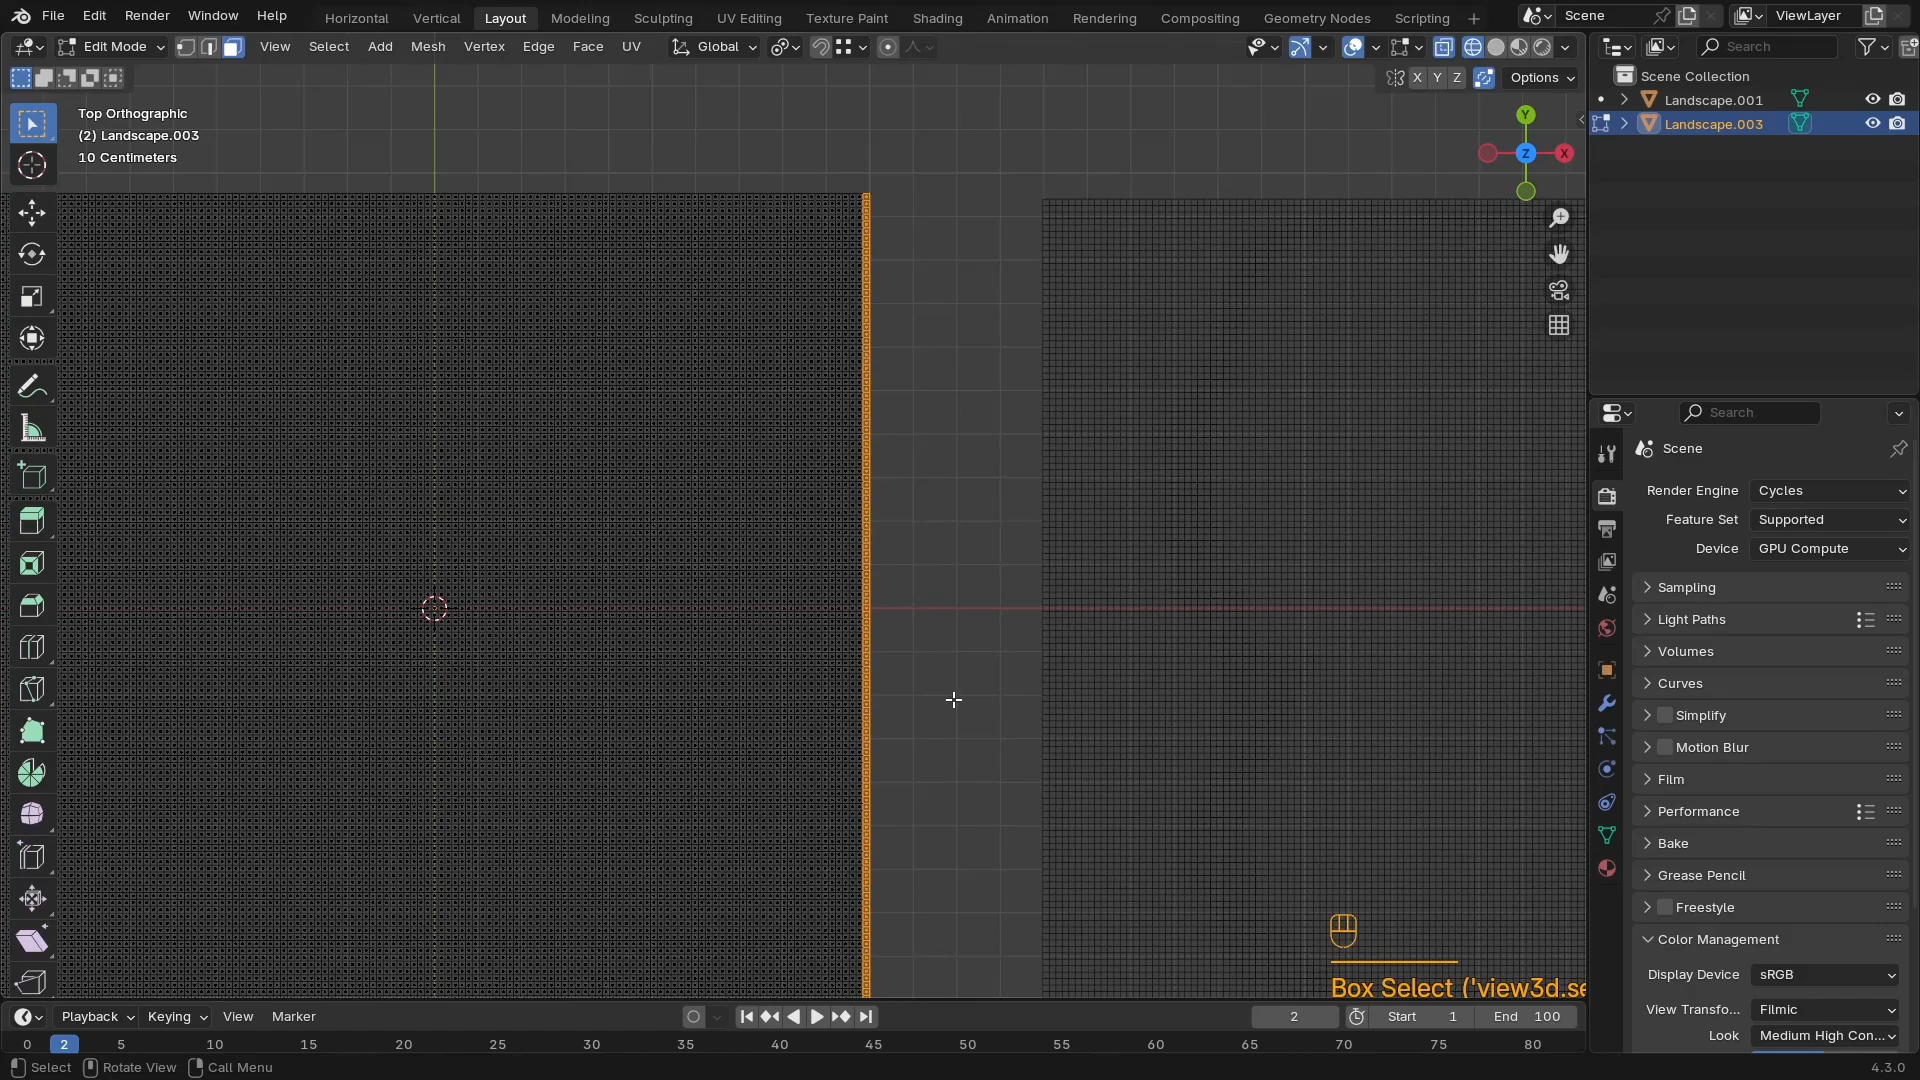 File Edit Render Window Help Horizontal Vertical Layout Modeling Sculpting UV Editing Texture Paint Shading Animation Rendering Compositing Geometry Nodes Scripting Scene ViewLayer
Edit Mode View Select Add Mesh Vertex Edge Face UV Global Search
X Y Z Options
Scene Collection
Landscape.001
Landscape.003
Top Orthographic
(2) Landscape.003
10 Centimeters
Y
Z X
Search
Scene
Render Engine Cycles
Feature Set Supported
Device GPU Compute
Sampling
Light Paths
Volumes
Curves
Simplify
Motion Blur
Film
Performance
Bake
Grease Pencil
Freestyle
Color Management
Display Device sRGB
View Transfo... Filmic
Look Medium High Con...
Box Select ('view3d.se
Playback Keying View Marker 2 Start 1 End 100
0 2 5 10 15 20 25 30 35 40 45 50 55 60 65 70 75 80
Select Rotate View Call Menu 4.3.0